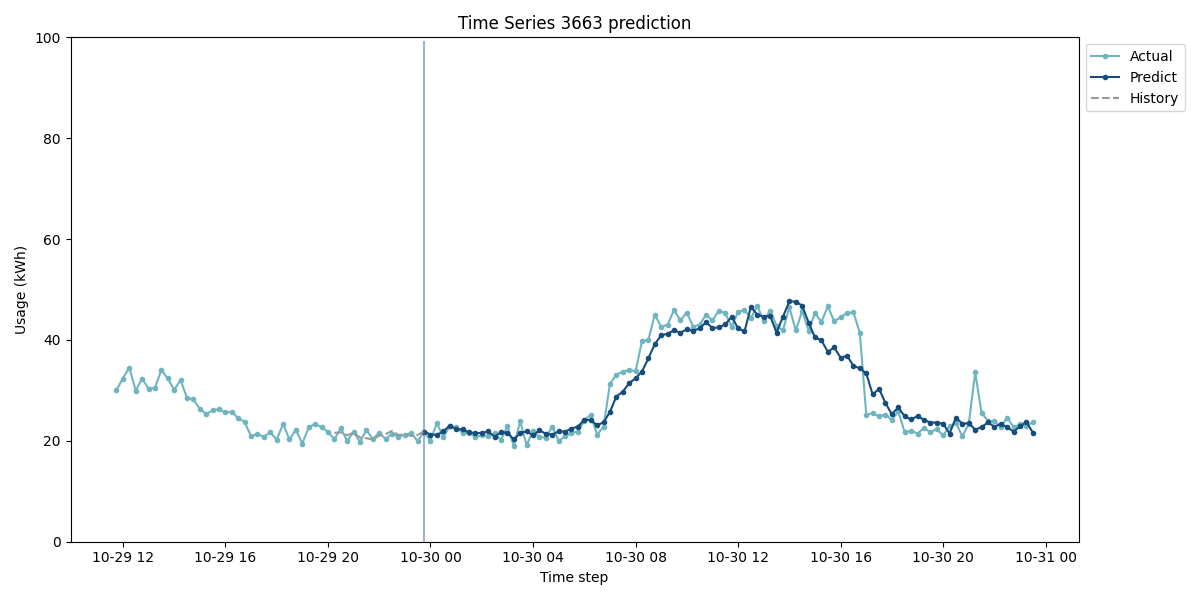 Time Series 3663 prediction
100
80
60
40
20
0
Usage (kWh)
10-29 12
10-29 16
10-29 20
10-30 00
10-30 04
10-30 08
10-30 12
10-30 16
10-30 20
10-31 00
Time step
Actual
Predict
History